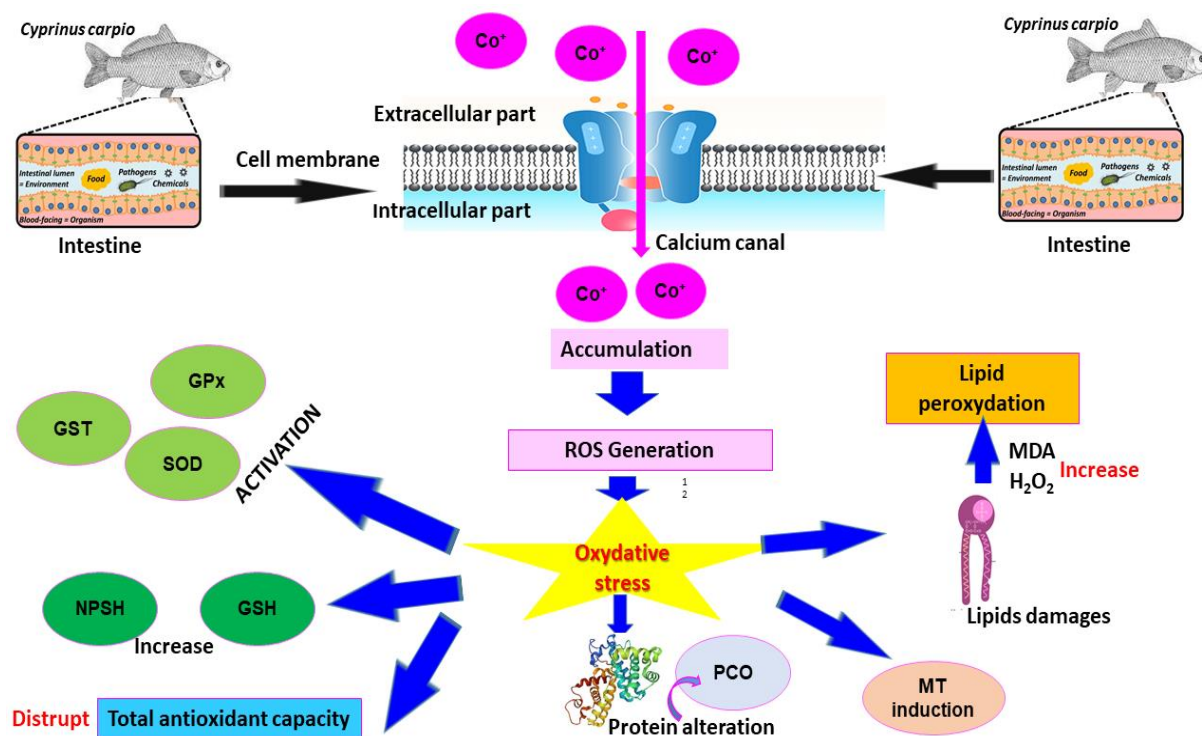 Cyprinus carpio
Intestinal lumen
= Environment
Food
Pathogens
Chemicals
Blood-facing = Organism
Intestine
Co⁺
Co⁺
Co⁺
Extracellular part
Cell membrane
Intracellular part
Calcium canal
Cyprinus carpio
Intestinal lumen
= Environment
Food
Pathogens
Chemicals
Blood-facing = Organism
Intestine
Co⁺
Co⁺
Accumulation
ROS Generation
1
2
Oxydative
stress
GPx
GST
SOD
ACTIVATION
NPSH
GSH
Increase
Distrupt
Total antioxidant capacity
PCO
Protein alteration
MT
induction
Lipid
peroxydation
MDA
H₂O₂
Increase
Lipids damages